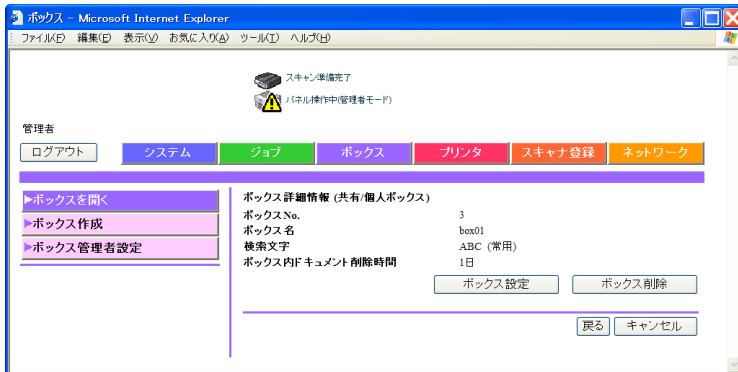 ボックス - Microsoft Internet Explorer
ファイル(F) 編集(E) 表示(V) お気に入り(A) ツール(T) ヘルプ(H)
スキャン準備完了
パネル操作中(管理者モード)
管理者
ログアウト システム ジョブ ボックス プリンタ スキャナ登録 ネットワーク
▶ボックスを開く
▶ボックス作成
▶ボックス管理者設定
ボックス詳細情報 (共有/個人ボックス)
ボックスNo. 3
ボックス名 box01
検索文字 ABC (常用)
ボックス内ドキュメント削除時間 1日
ボックス設定 ボックス削除
戻る キャンセル